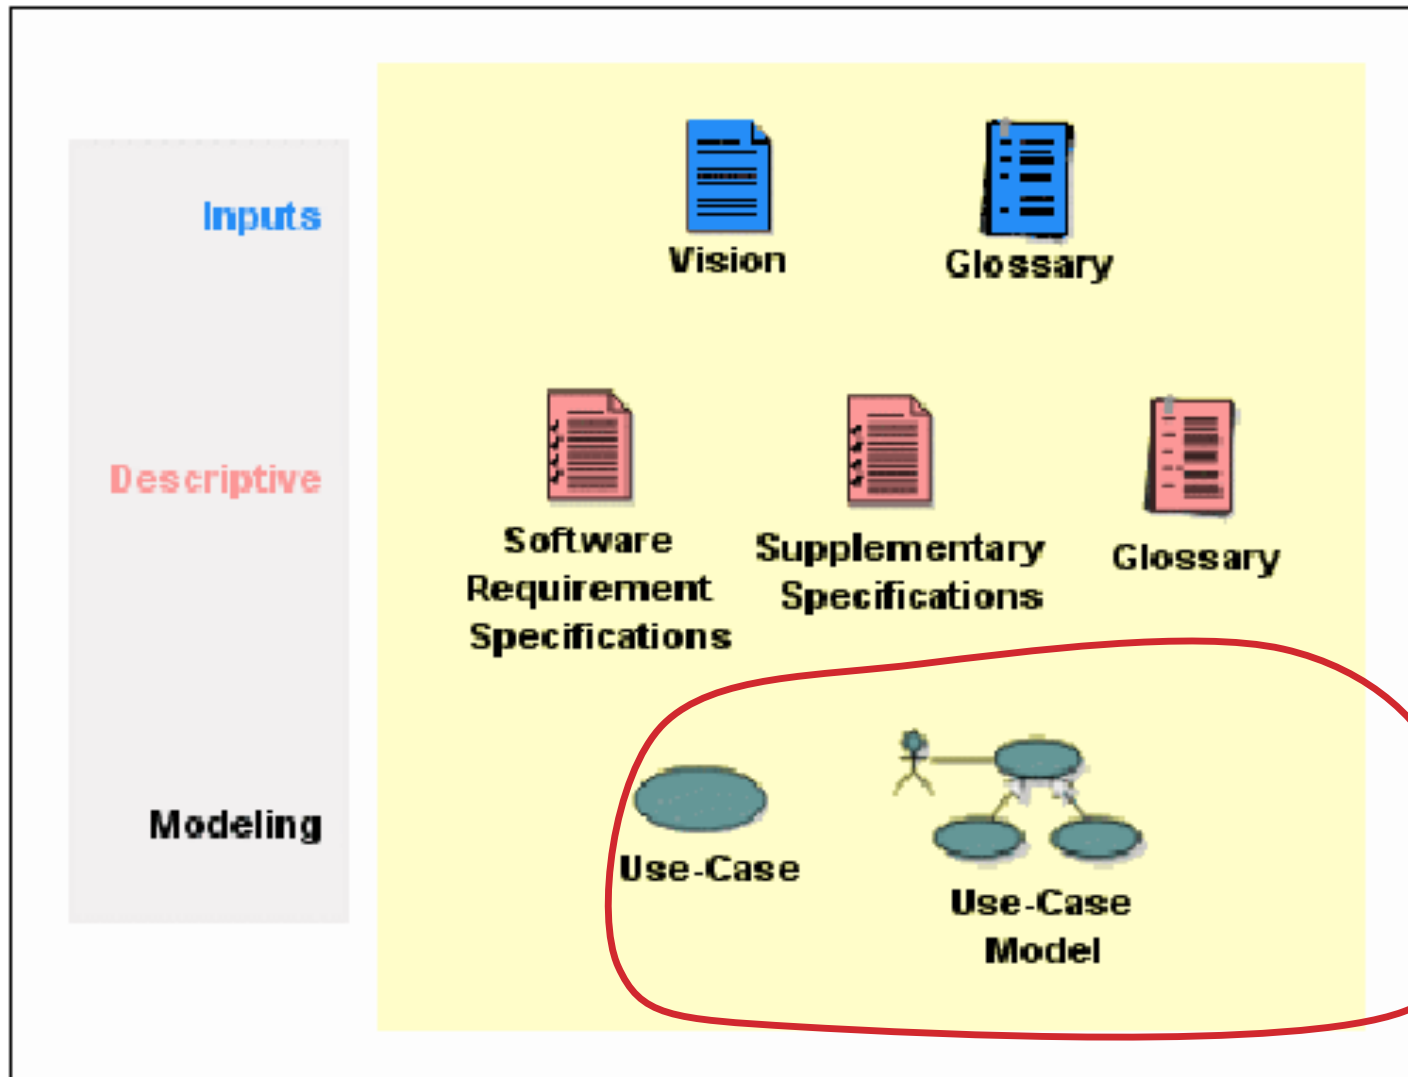 Inputs
Vision
Glossary
Descriptive
Software
Requirement
Specifications
Supplementary
Specifications
Glossary
Modeling
Use-Case
Use-Case
Model